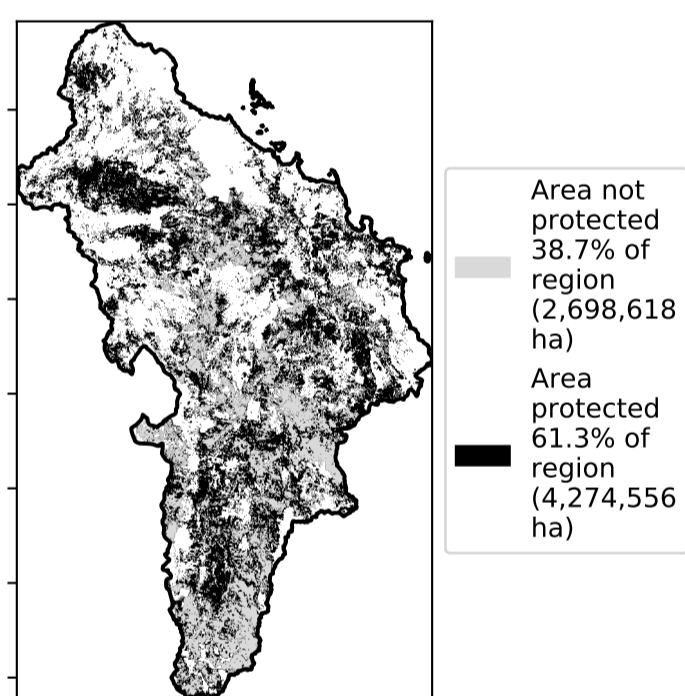 Area not
protected
38.7% of
region
(2,698,618
ha)
Area
protected
61.3% of
region
(4,274,556
ha)